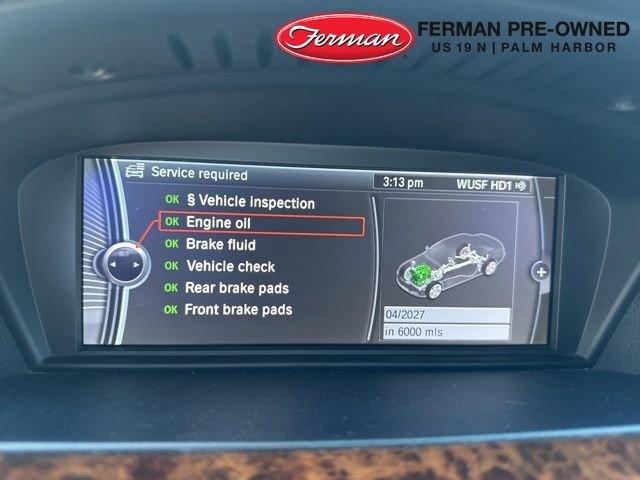 Ferman
FERMAN PRE-OWNED
US 19 N | PALM HARBOR
Service required
3:13 pm
WUSF HD1
OK § Vehicle inspection
OK Engine oil
OK Brake fluid
OK Vehicle check
OK Rear brake pads
OK Front brake pads
04/2027
in 6000 mls